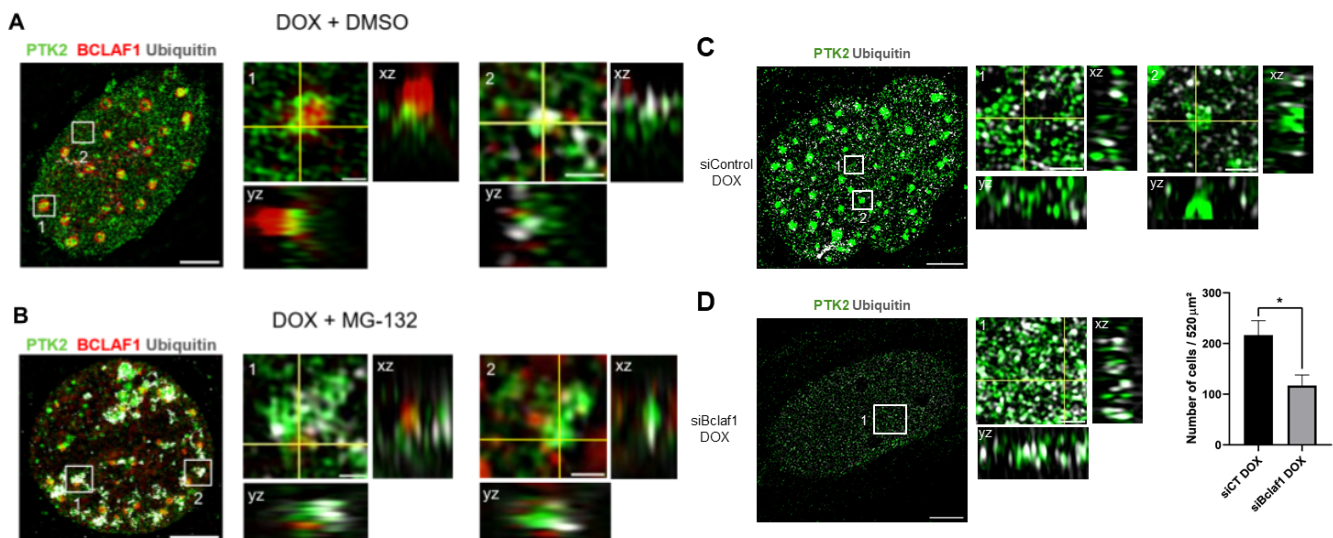 A
DOX + DMSO
PTK2 BCLAF1 Ubiquitin
1
2
1
xz
yz
2
xz
yz
B
DOX + MG-132
PTK2 BCLAF1 Ubiquitin
1
2
1
xz
yz
2
xz
yz
C
PTK2 Ubiquitin
siControl
DOX
1
2
1
xz
yz
2
xz
yz
D
PTK2 Ubiquitin
siBclaf1
DOX
1
1
xz
yz
Number of cells / 520µm²
300
200
100
0
*
siCT DOX
siBclaf1 DOX